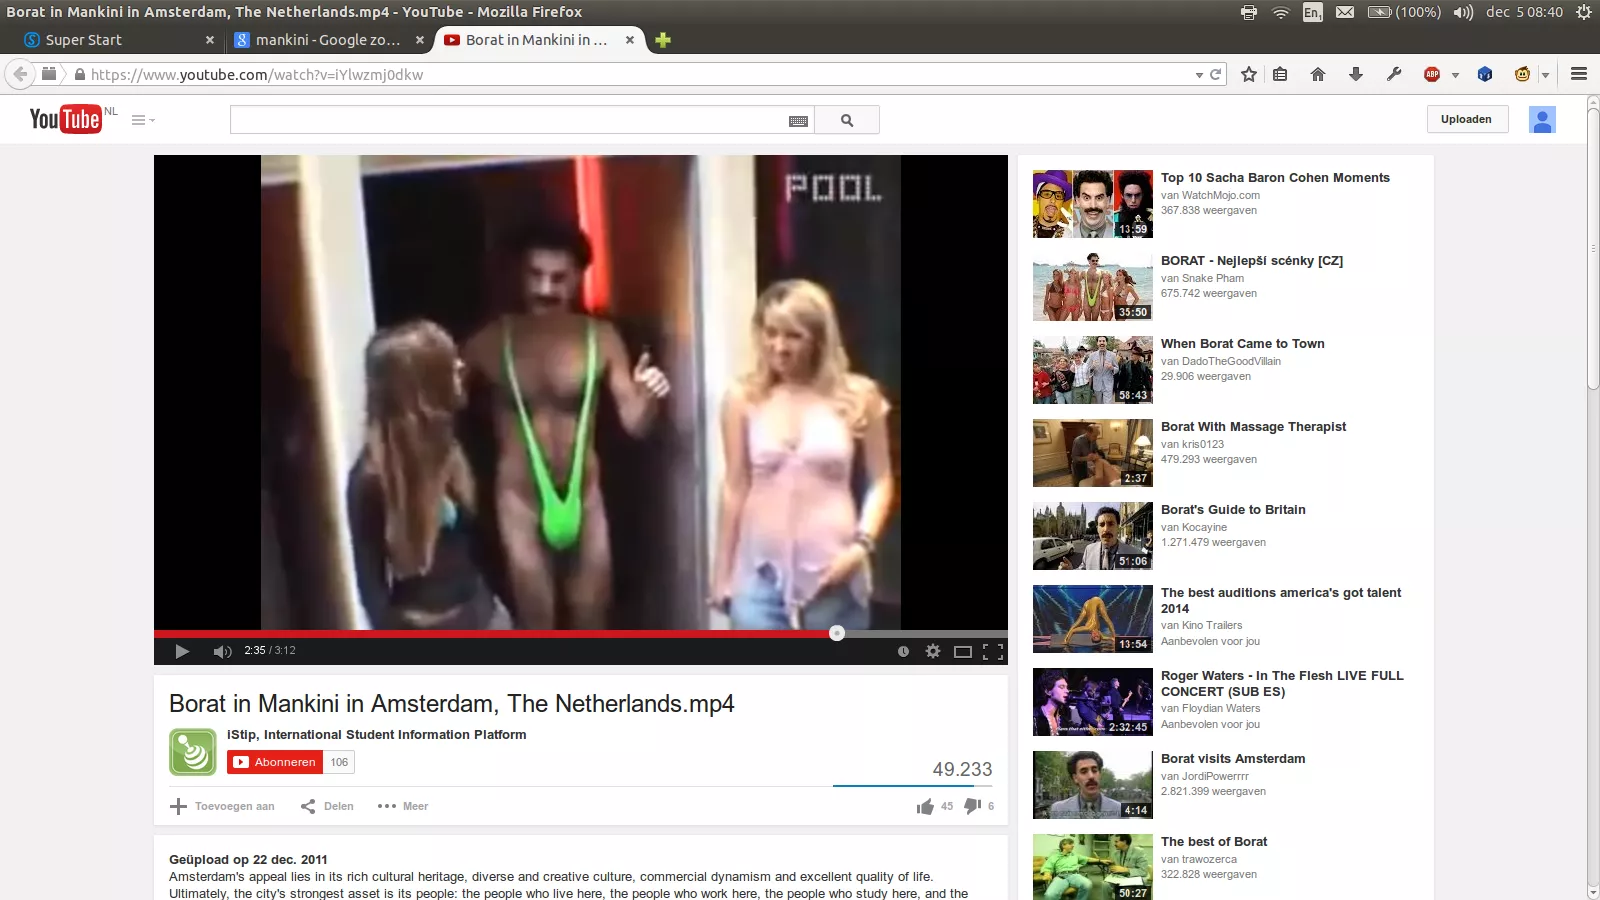 Borat in Mankini in Amsterdam, The Netherlands.mp4 - YouTube - Mozilla Firefox
En1 (100%) dec 5 08:40
Super Start
mankini - Google zo...
Borat in Mankini in ...
https://www.youtube.com/watch?v=iYlwzmj0dkw
ABP
YouTube NL
Uploaden
POOL
2:35 / 3:12
Borat in Mankini in Amsterdam, The Netherlands.mp4
iStip, International Student Information Platform
Abonneren 106
49.233
Toevoegen aan Delen Meer 45 6
Geüpload op 22 dec. 2011
Amsterdam's appeal lies in its rich cultural heritage, diverse and creative culture, commercial dynamism and excellent quality of life.
Ultimately, the city's strongest asset is its people: the people who live here, the people who work here, the people who study here, and the
13:59
Top 10 Sacha Baron Cohen Moments
van WatchMojo.com
367.838 weergaven
35:50
BORAT - Nejlepší scénky [CZ]
van Snake Pham
675.742 weergaven
58:43
When Borat Came to Town
van DadoTheGoodVillain
29.906 weergaven
2:37
Borat With Massage Therapist
van kris0123
479.293 weergaven
51:06
Borat's Guide to Britain
van Kocayine
1.271.479 weergaven
13:54
The best auditions america's got talent
2014
van Kino Trailers
Aanbevolen voor jou
2:32:45
Roger Waters - In The Flesh LIVE FULL
CONCERT (SUB ES)
van Floydian Waters
Aanbevolen voor jou
4:14
Borat visits Amsterdam
van JordiPowerrrr
2.821.399 weergaven
50:27
The best of Borat
van trawozerca
322.828 weergaven